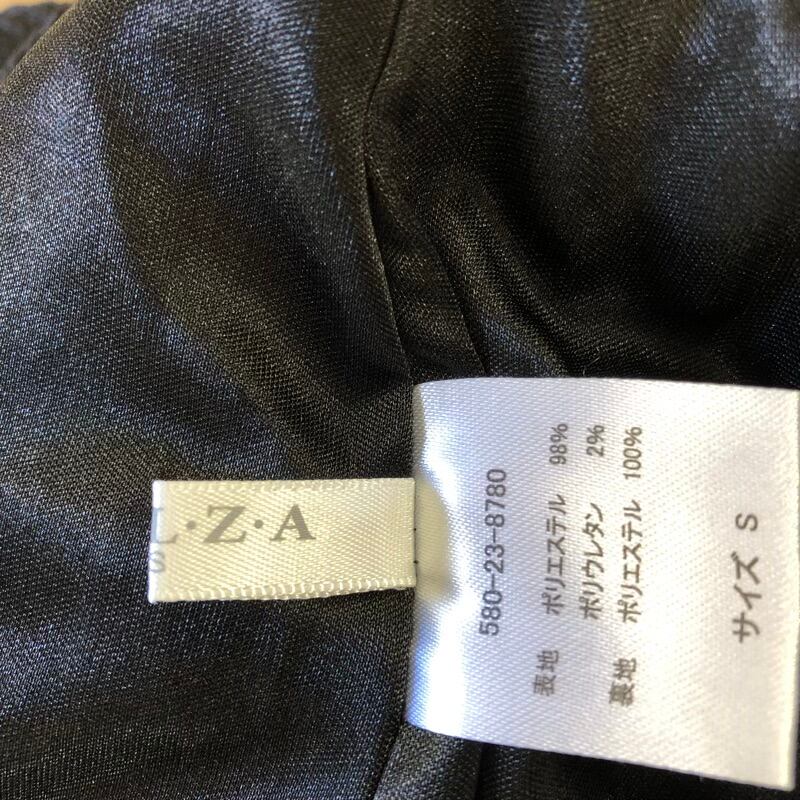 L・Z・A
S
580-23-8780
表地 ポリエステル 98%
ポリウレタン 2%
裏地 ポリエステル 100%
サイズ S